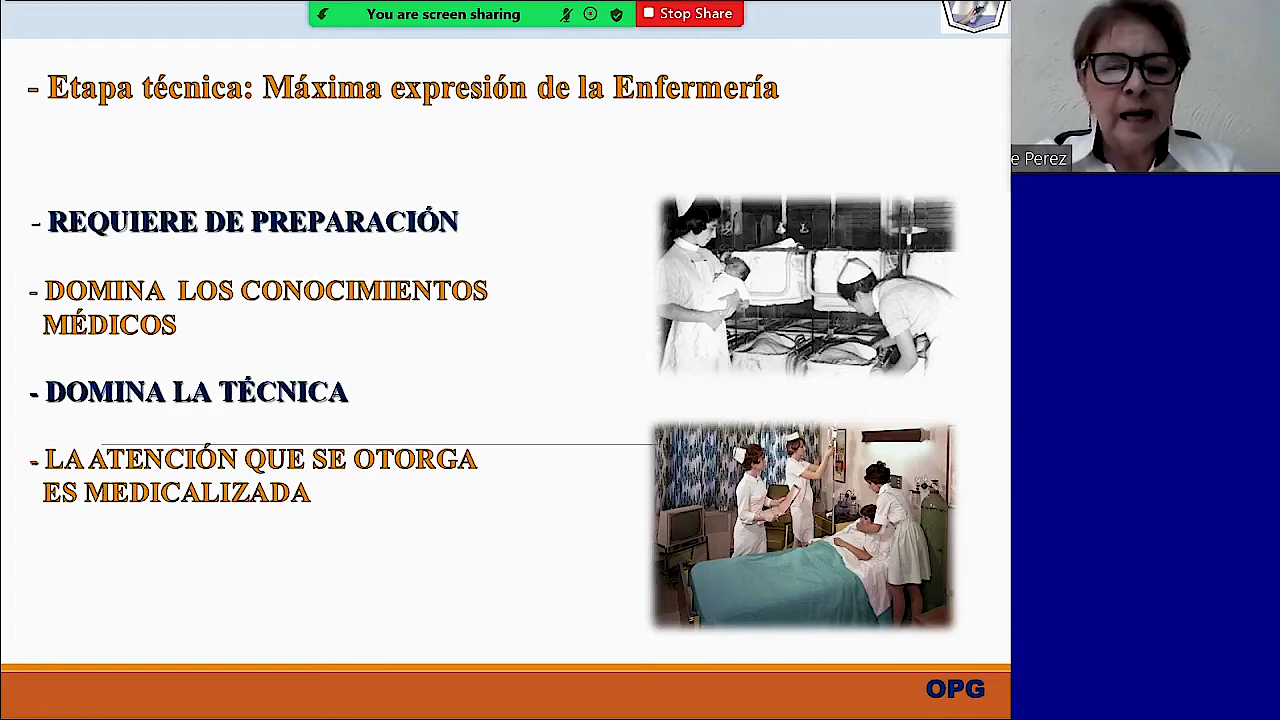 You are screen sharing
Stop Share
- Etapa técnica: Máxima expresión de la Enfermería
- REQUIERE DE PREPARACIÓN
- DOMINA LOS CONOCIMIENTOS
MÉDICOS
- DOMINA LA TÉCNICA
- LA ATENCIÓN QUE SE OTORGA
ES MEDICALIZADA
e Perez
OPG